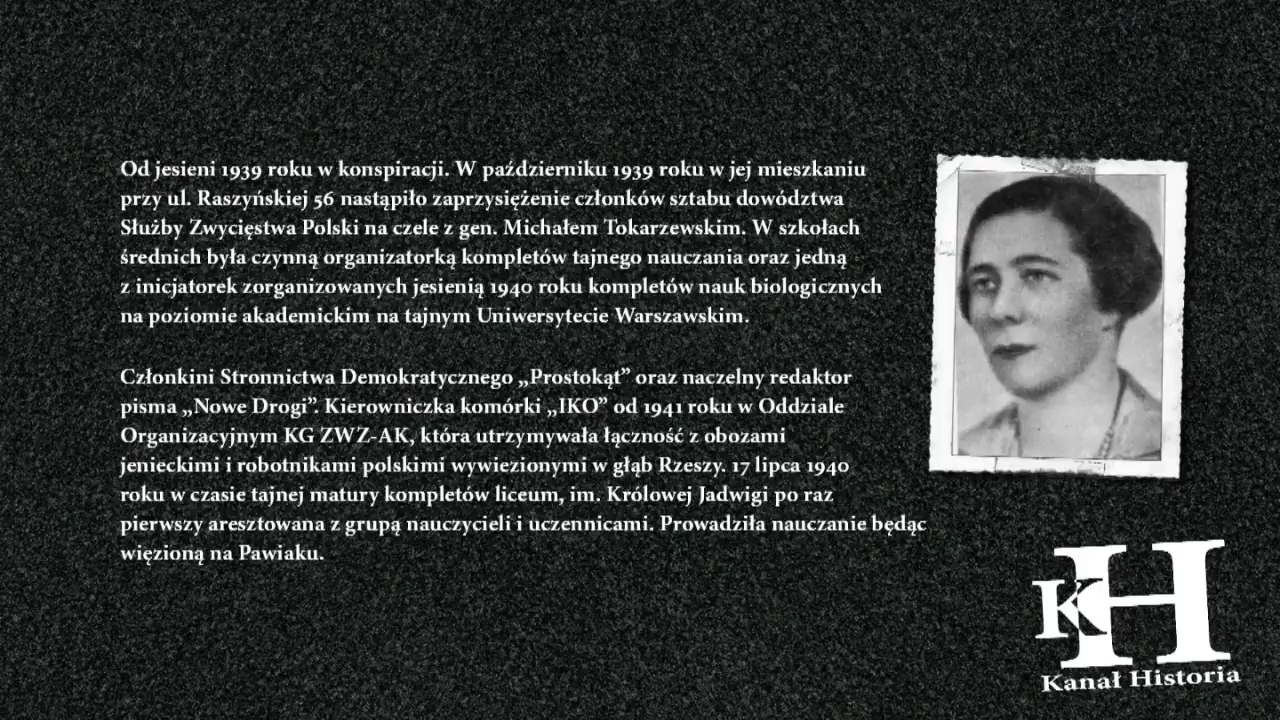 Od jesieni 1939 roku w konspiracji. W październiku 1939 roku w jej mieszkaniu
przy ul. Raszyńskiej 56 nastąpiło zaprzysiężenie członków sztabu dowództwa
Służby Zwycięstwa Polski na czele z gen. Michałem Tokarzewskim. W szkołach
średnich była czynną organizatorką kompletów tajnego nauczania oraz jedną
z inicjatorek zorganizowanych jesienią 1940 roku kompletów nauk biologicznych
na poziomie akademickim na tajnym Uniwersytecie Warszawskim.
Członkini Stronnictwa Demokratycznego „Prostokąt” oraz naczelny redaktor
pisma „Nowe Drogi”. Kierowniczka komórki „IKO” od 1941 roku w Oddziale
Organizacyjnym KG ZWZ-AK, która utrzymywała łączność z obozami
jenieckimi i robotnikami polskimi wywiezionymi w głąb Rzeszy. 17 lipca 1940
roku w czasie tajnej matury kompletów liceum, im. Królowej Jadwigi po raz
pierwszy aresztowana z grupą nauczycieli i uczennicami. Prowadziła nauczanie będąc
więzioną na Pawiaku.
KH
Kanał Historia